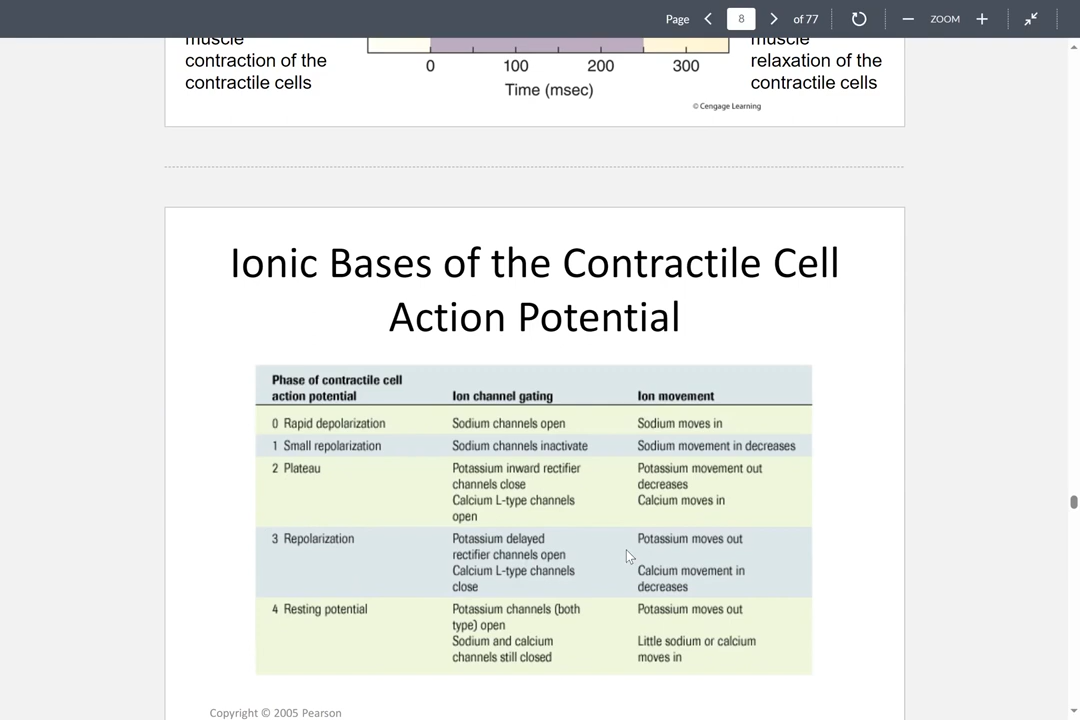 Page 8 of 77 ZOOM
muscle
contraction of the
contractile cells
0 100 200 300
Time (msec)
muscle
relaxation of the
contractile cells
© Cengage Learning
Ionic Bases of the Contractile Cell
Action Potential
Phase of contractile cell
action potential Ion channel gating Ion movement
0 Rapid depolarization Sodium channels open Sodium moves in
1 Small repolarization Sodium channels inactivate Sodium movement in decreases
2 Plateau Potassium inward rectifier Potassium movement out
channels close decreases
Calcium L-type channels Calcium moves in
open
3 Repolarization Potassium delayed Potassium moves out
rectifier channels open
Calcium L-type channels Calcium movement in
close decreases
4 Resting potential Potassium channels (both Potassium moves out
type) open
Sodium and calcium Little sodium or calcium
channels still closed moves in
Copyright © 2005 Pearson